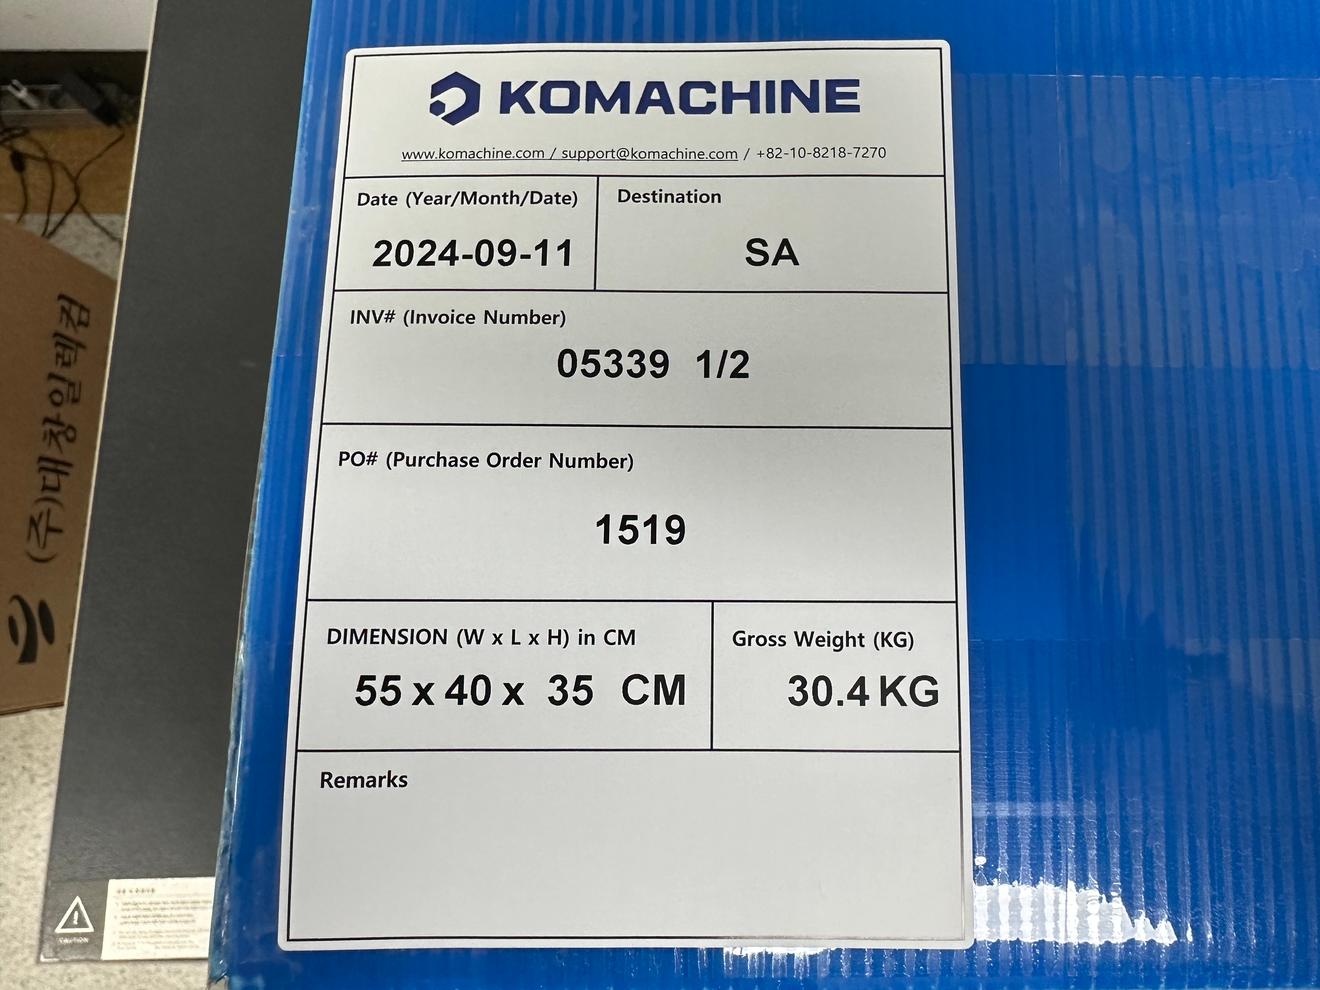 KOMACHINE
www.komachine.com / support@komachine.com / +82-10-8218-7270
Date (Year/Month/Date)
2024-09-11
Destination
SA
INV# (Invoice Number)
05339 1/2
PO# (Purchase Order Number)
1519
DIMENSION (W x L x H) in CM
55 x 40 x 35 CM
Gross Weight (KG)
30.4 KG
Remarks
(주)대창일렉컴
CAUTION